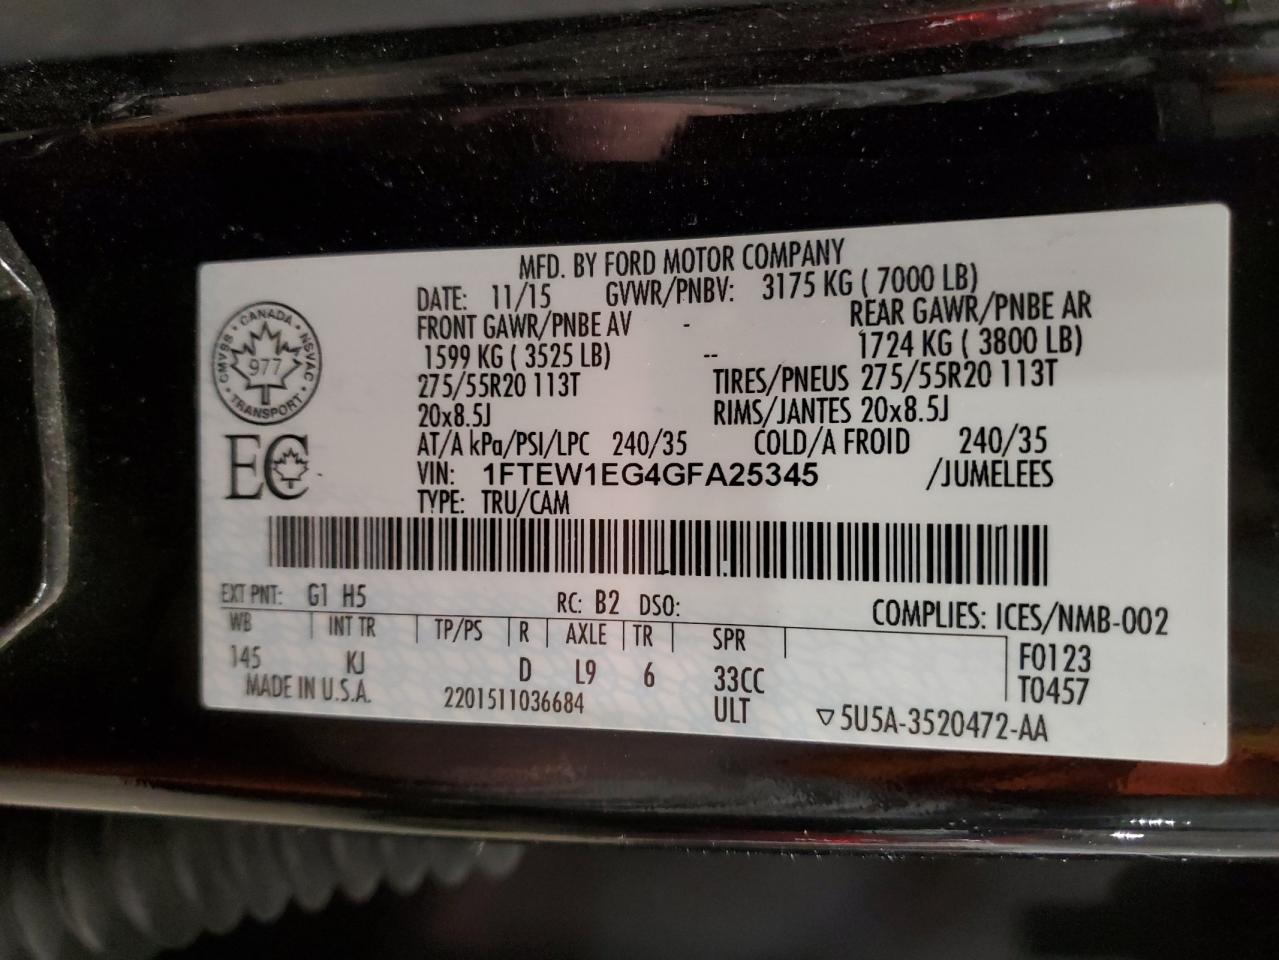 MFD. BY FORD MOTOR COMPANY
DATE: 11/15 GVWR/PNBV: 3175 KG ( 7000 LB)
FRONT GAWR/PNBE AV - REAR GAWR/PNBE AR
1599 KG ( 3525 LB) -- 1724 KG ( 3800 LB)
275/55R20 113T TIRES/PNEUS 275/55R20 113T
20x8.5J RIMS/JANTES 20x8.5J
AT/A kPa/PSI/LPC 240/35 COLD/A FROID 240/35
VIN: 1FTEW1EG4GFA25345 /JUMELEES
TYPE: TRU/CAM
CANADA · NSVAC · TRANSPORT · CMVSS
977
EC
EXT PNT: G1 H5 RC: B2 DSO: COMPLIES: ICES/NMB-002
WB INT TR TP/PS R AXLE TR SPR
145 KJ D L9 6 33CC F0123
MADE IN U.S.A. 2201511036684 ULT T0457
▽5U5A-3520472-AA